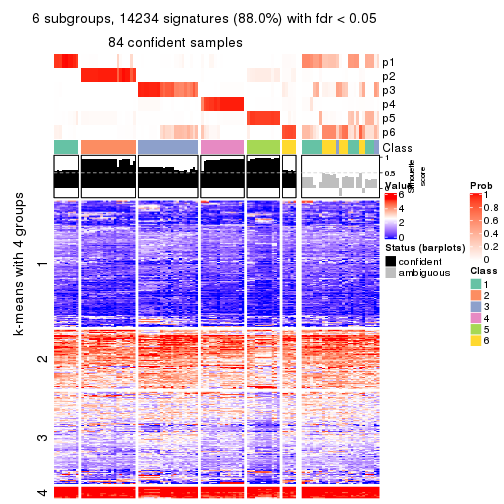 6 subgroups, 14234 signatures (88.0%) with fdr < 0.05
84 confident samples
p1
p2
p3
p4
p5
p6
Class
1
0.5
0
Silhouette
score
k-means with 4 groups
1
2
3
4
Value
6
4
2
0
Status (barplots)
confident
ambiguous
Prob
1
0.8
0.6
0.4
0.2
0
Class
1
2
3
4
5
6